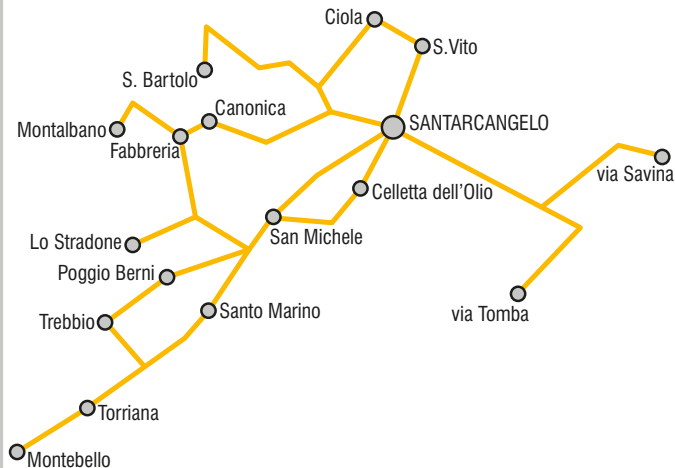 Ciola
S.Vito
S. Bartolo
Canonica
SANTARCANGELO
Montalbano
Fabbreria
via Savina
Celletta dell'Olio
San Michele
Lo Stradone
Poggio Berni
Santo Marino
via Tomba
Trebbio
Torriana
Montebello